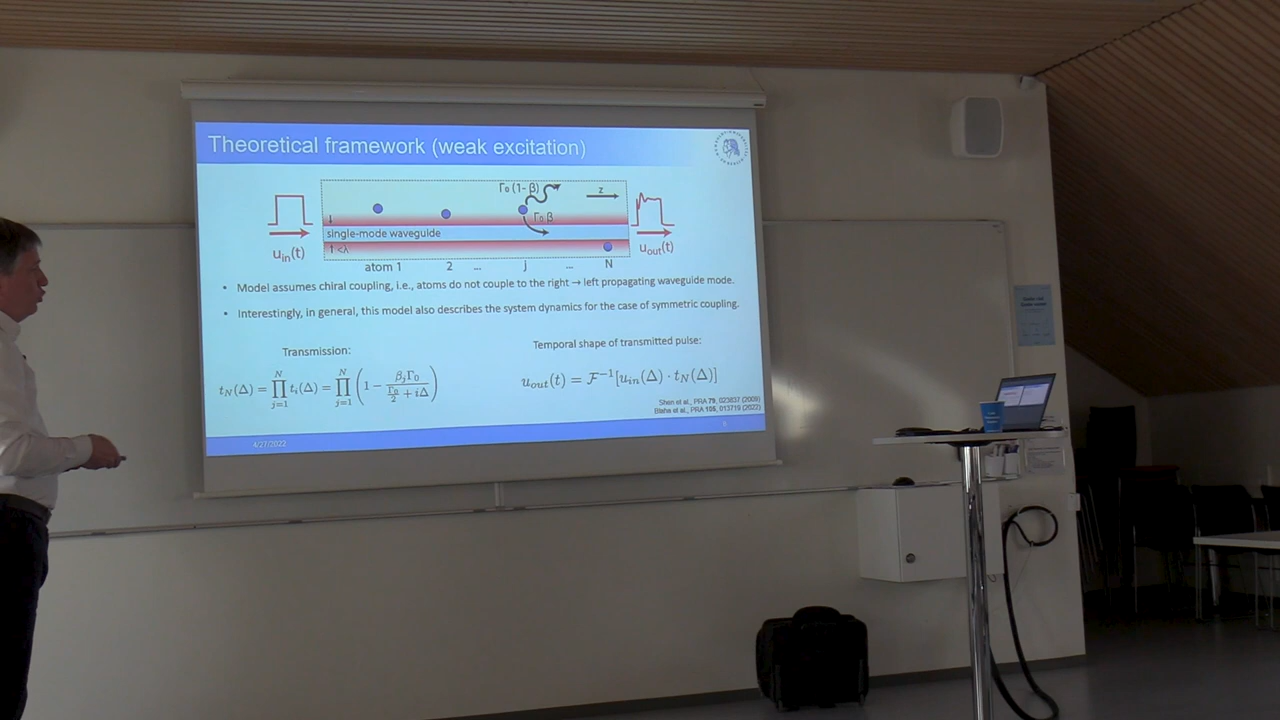 Theoretical framework (weak excitation)
Γ₀ (1- β)
z
Γ₀ β
single-mode waveguide
<λ
u_in(t)
u_out(t)
atom 1 2 ... j ... N
• Model assumes chiral coupling, i.e., atoms do not couple to the right → left propagating waveguide mode.
• Interestingly, in general, this model also describes the system dynamics for the case of symmetric coupling.
Transmission:
Temporal shape of transmitted pulse:
t_N(Δ) = ∏_{j=1}^{N} t_i(Δ) = ∏_{j=1}^{N} (1 − β_jΓ₀ / (Γ₀/2 + iΔ))
u_out(t) = F⁻¹[u_in(Δ) · t_N(Δ)]
Shen et al., PRA 79, 023837 (2009)
Blaha et al., PRA 105, 013719 (2022)
4/27/2022